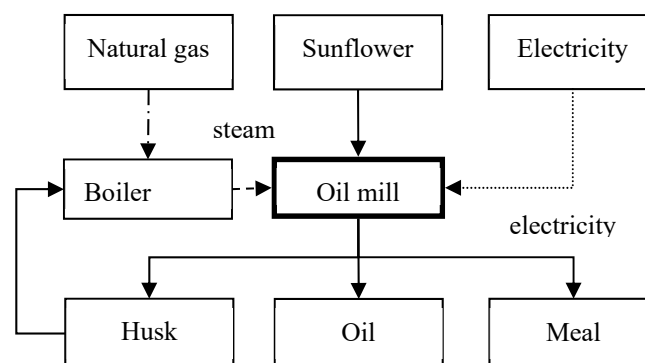 Natural gas
Sunflower
Electricity
steam
Boiler
Oil mill
electricity
Husk
Oil
Meal